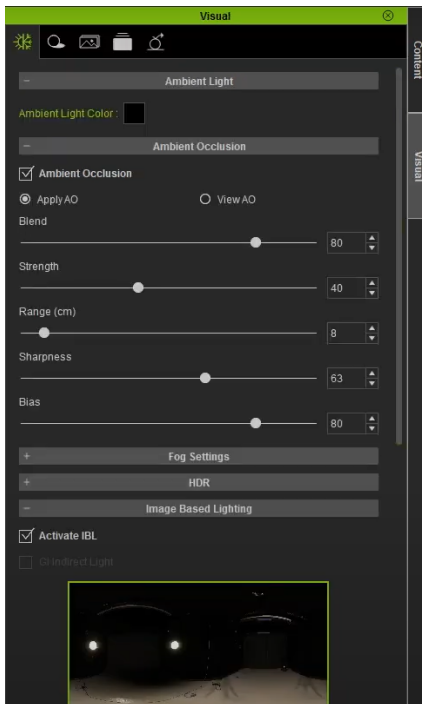 Visual
Content
Visual
Ambient Light
Ambient Light Color :
Ambient Occlusion
Ambient Occlusion
Apply AO
View AO
Blend
80
Strength
40
Range (cm)
8
Sharpness
63
Bias
80
Fog Settings
HDR
Image Based Lighting
Activate IBL
GI Indirect Light